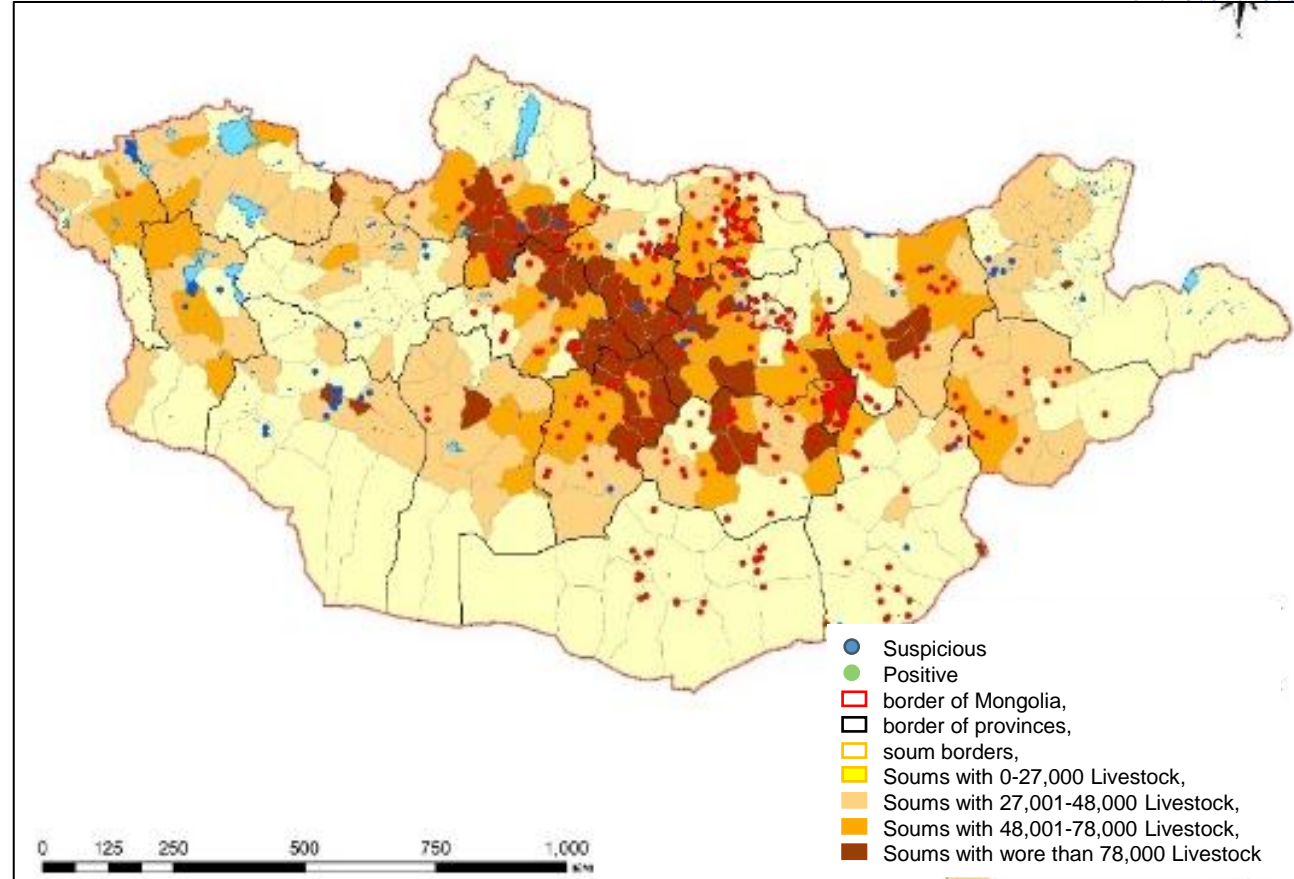 Suspicious
Positive
border of Mongolia,
border of provinces,
soum borders,
Soums with 0-27,000 Livestock,
Soums with 27,001-48,000 Livestock,
Soums with 48,001-78,000 Livestock,
Soums with wore than 78,000 Livestock
0 125 250 500 750 1,000